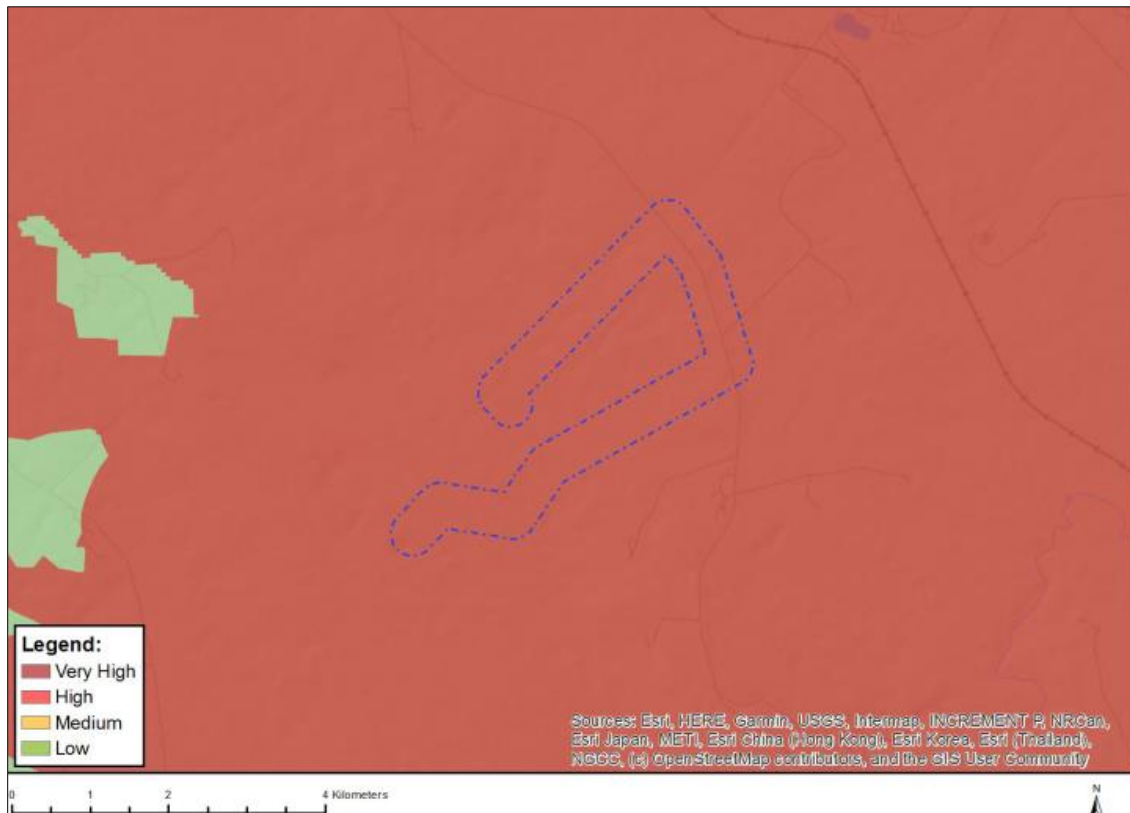 Legend:
Very High
High
Medium
Low
Sources: Esri, HERE, Garmin, USGS, Intermap, INCREMENT P, NRCan,
Esri Japan, METI, Esri China (Hong Kong), Esri Korea, Esri (Thailand),
NGCC, (c) OpenStreetMap contributors, and the GIS User Community
0 1 2 4 Kilometers
N